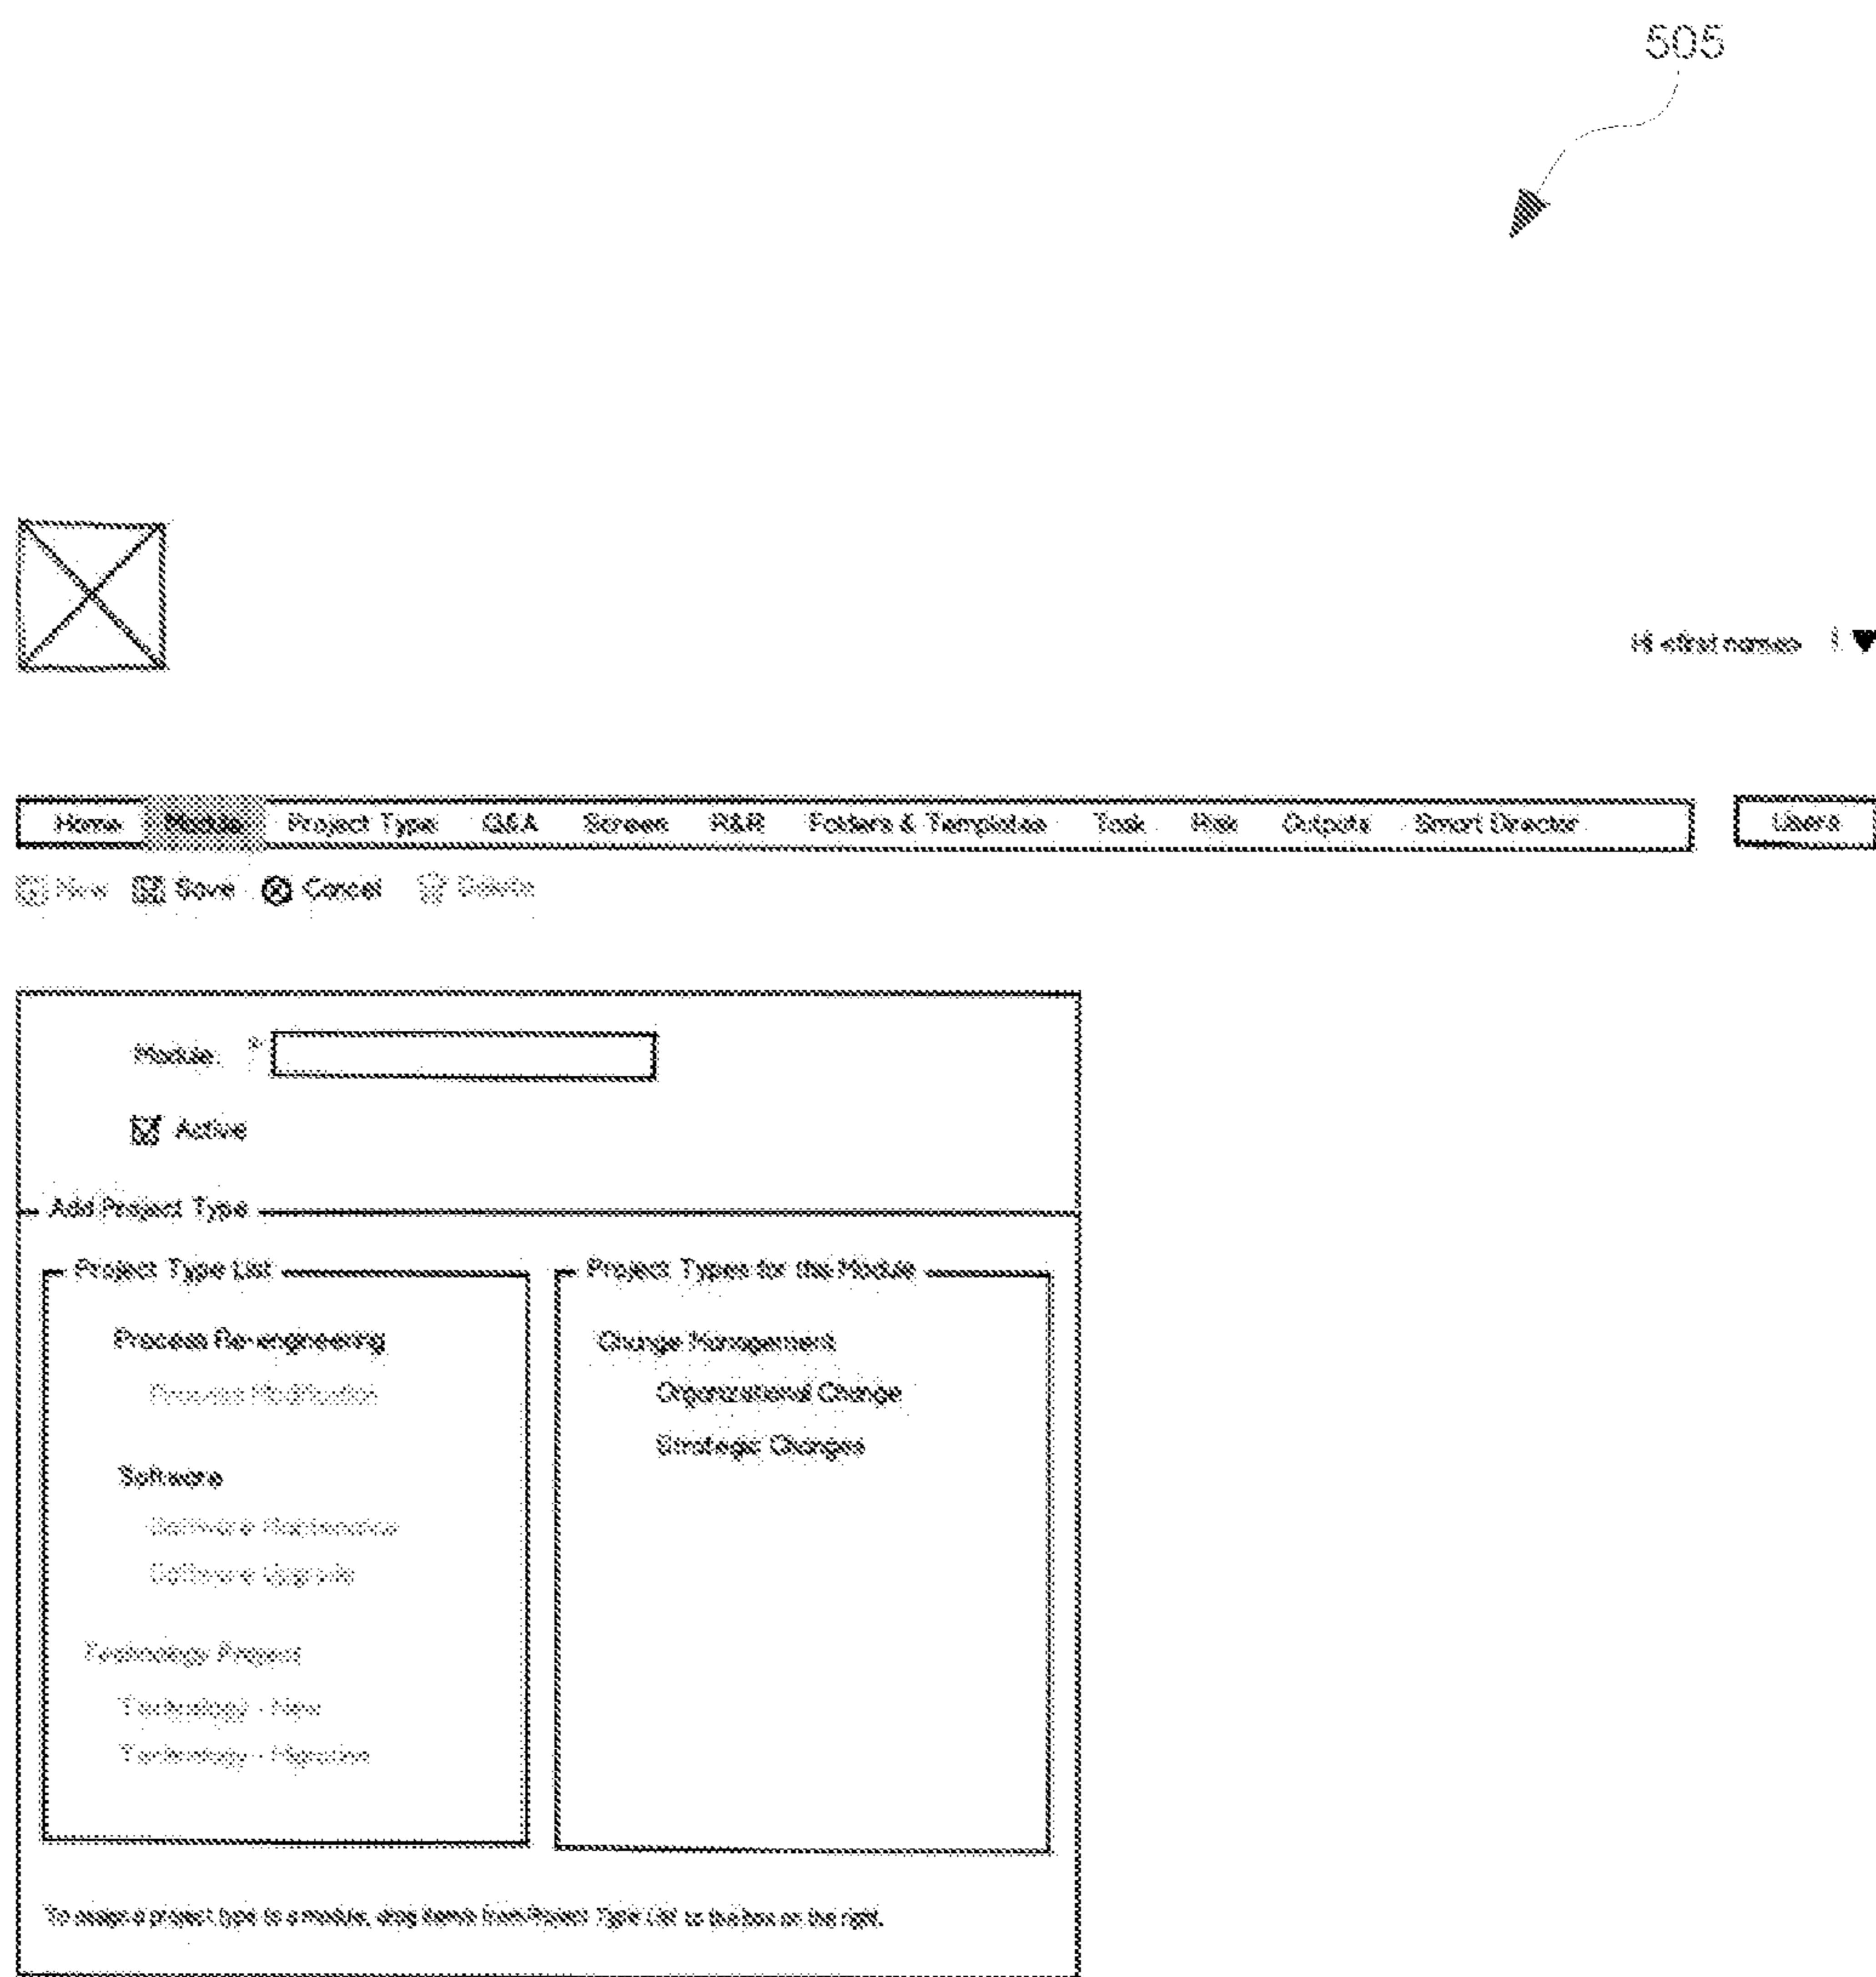 505
Hi <first name>
Home Module Project Type Q&A Screen R&R Folders & Templates Task Risk Outputs Smart Director Users
New Save Cancel Delete
Module: *
Active
Add Project Type
Project Type List
Project Types for this Module
Process Re-engineering
Process Modification
Software
Software Maintenance
Software Upgrade
Technology Project
Technology - New
Technology - Migration
Change Management
Organizational Change
Strategic Changes
To assign a project type to a module, drag items from Project Type List to the box on the right.